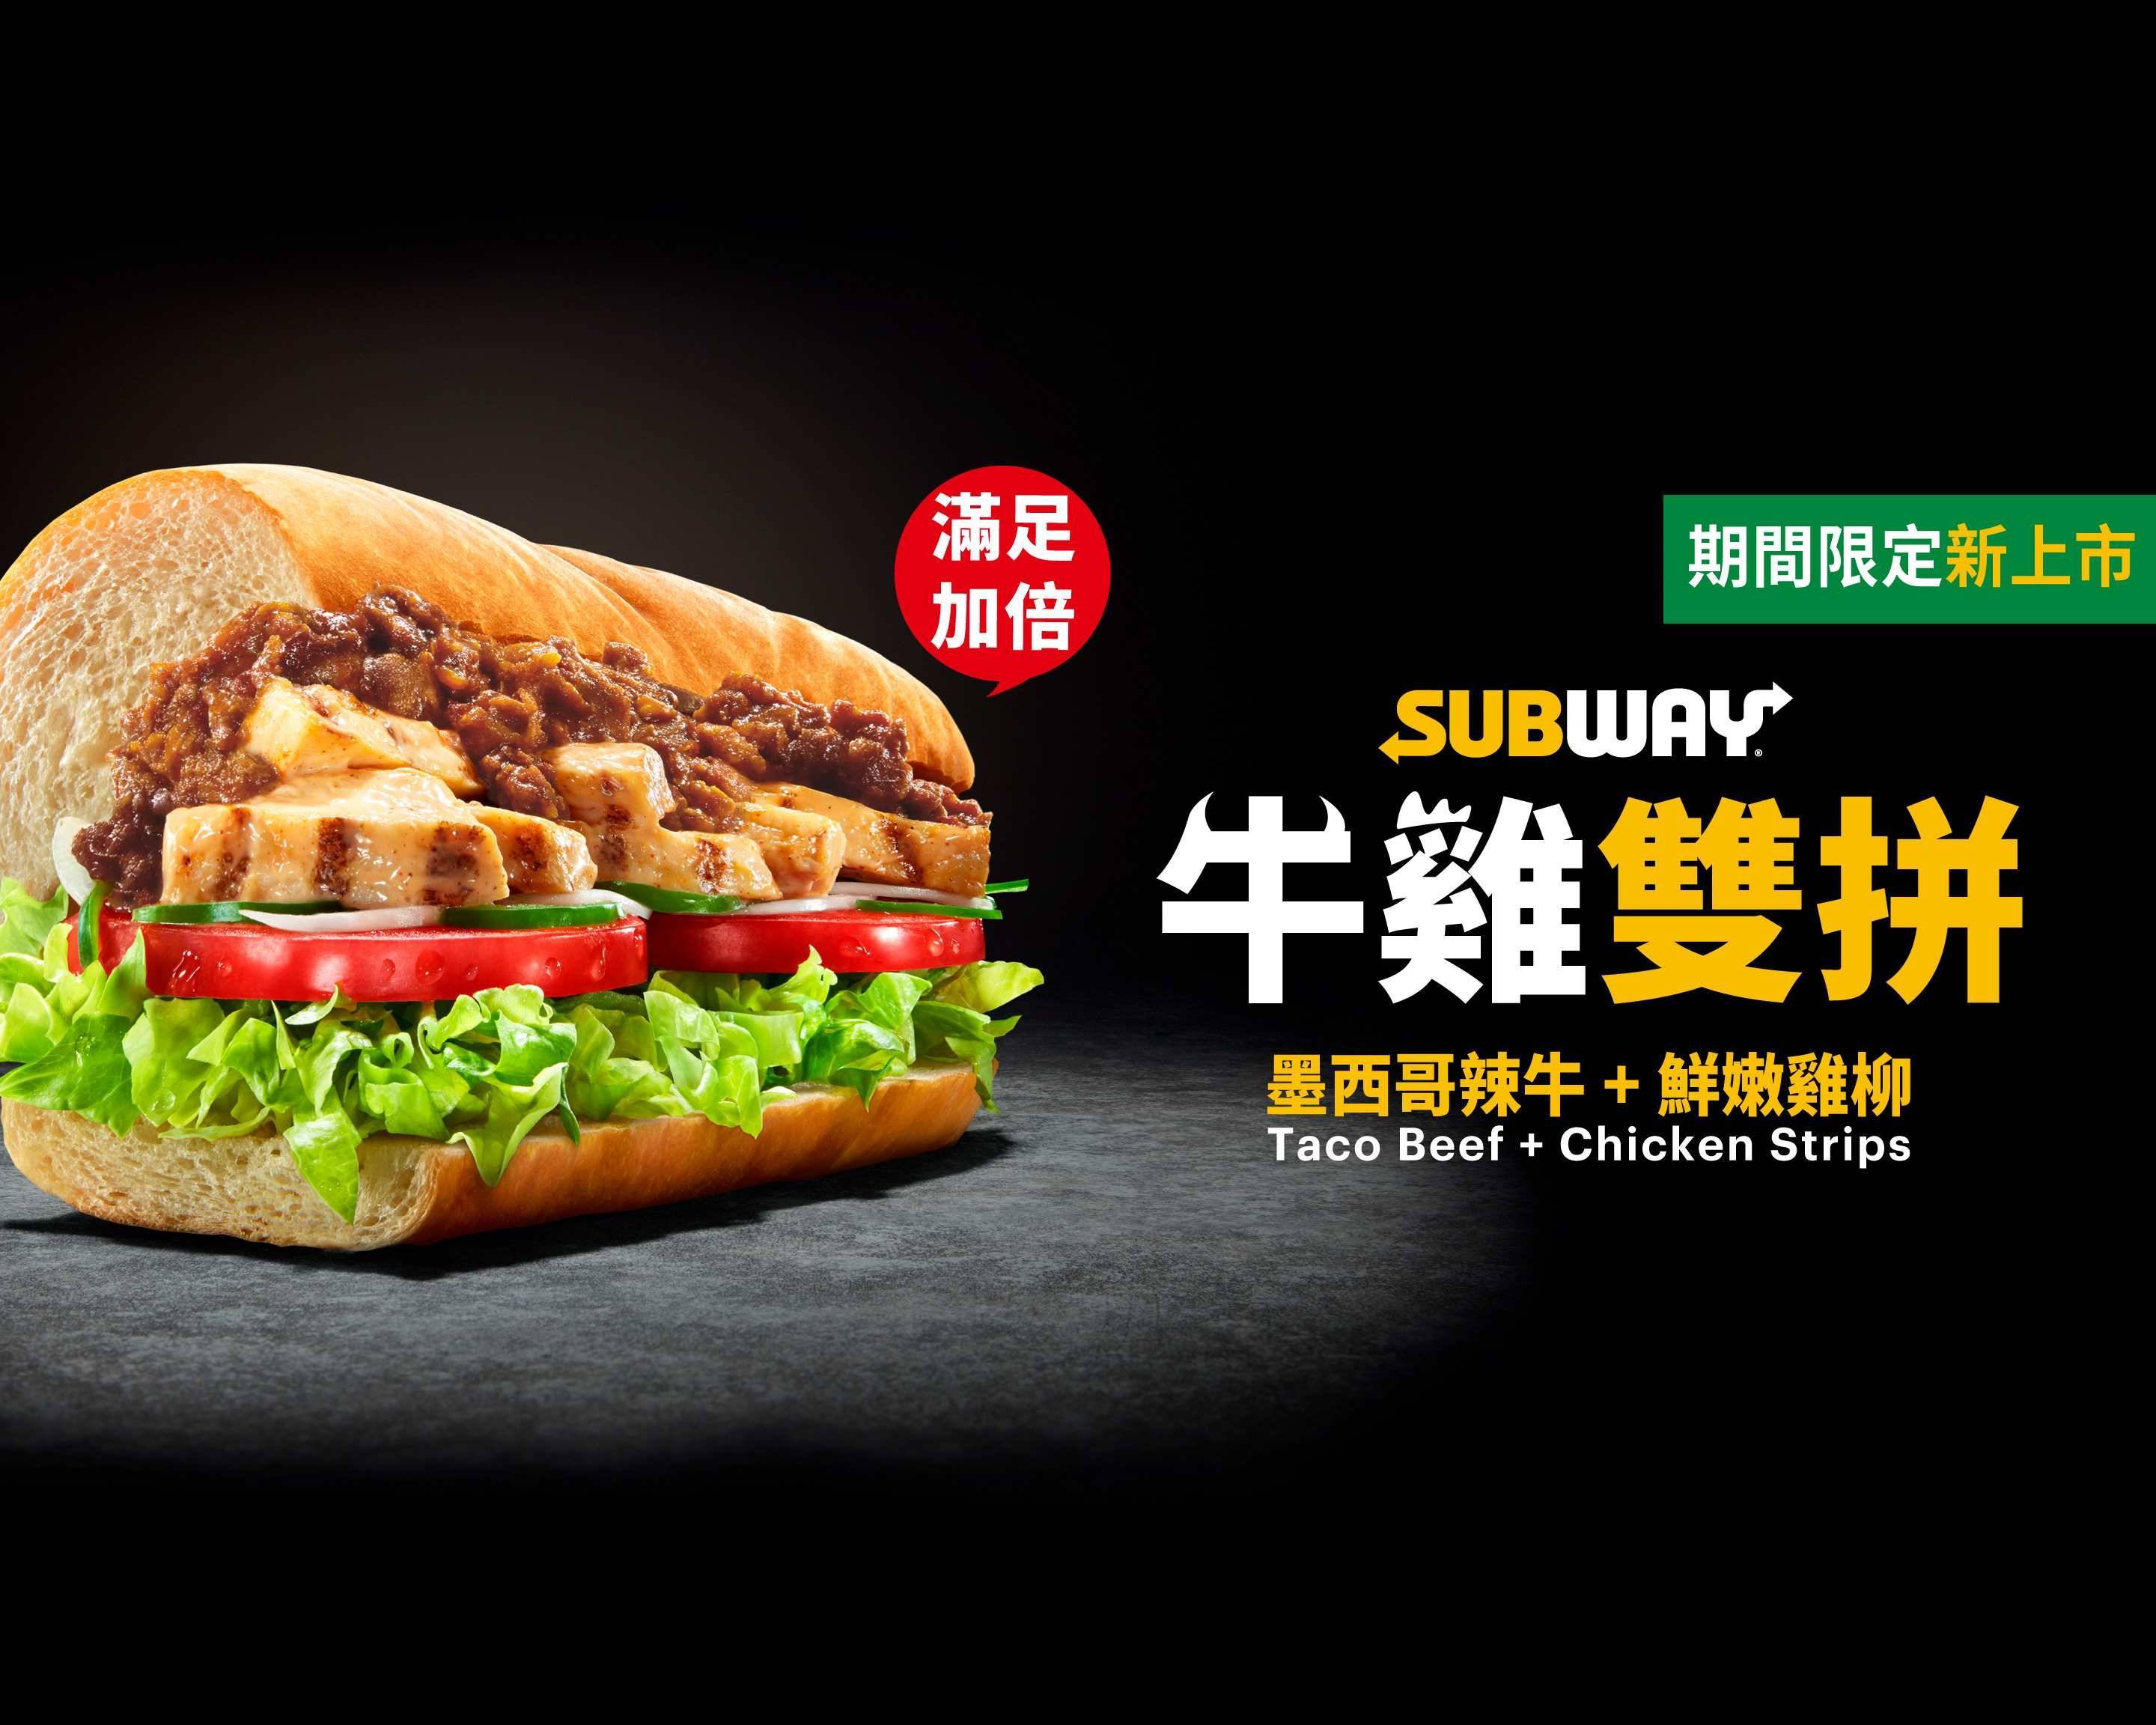 滿足
加倍
期間限定新上市
SUBWAY®
牛雞雙拼
墨西哥辣牛 + 鮮嫩雞柳
Taco Beef + Chicken Strips